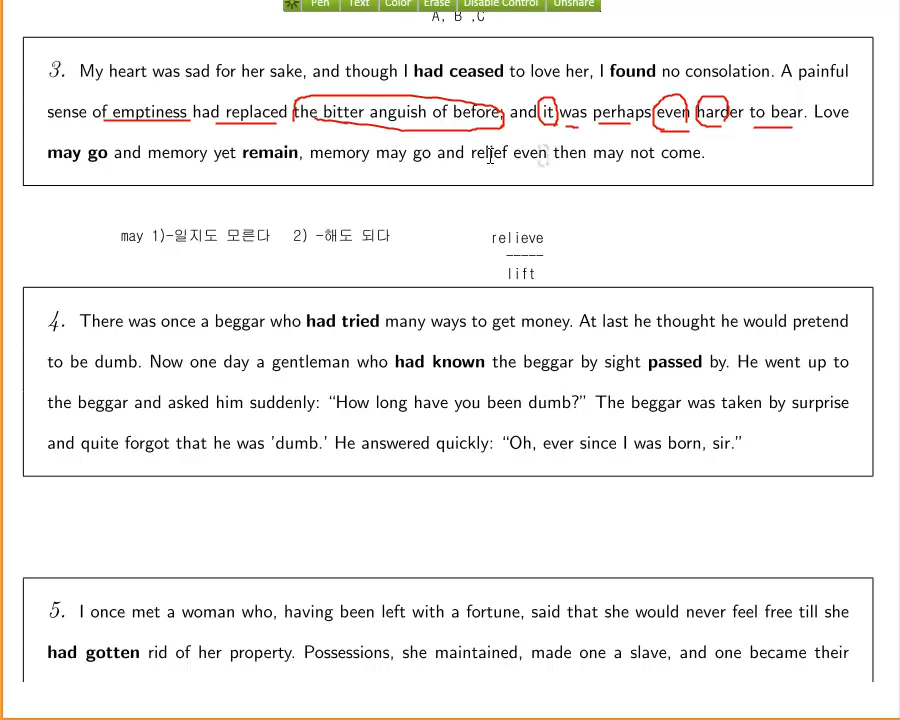 Pen Text Color Erase Disable Control Unshare
A, B ,C
3. My heart was sad for her sake, and though I had ceased to love her, I found no consolation. A painful
sense of emptiness had replaced the bitter anguish of before, and it was perhaps even harder to bear. Love
may go and memory yet remain, memory may go and relief even then may not come.
may 1)-일지도 모른다 2) -해도 되다 relieve
-----
lift
4. There was once a beggar who had tried many ways to get money. At last he thought he would pretend
to be dumb. Now one day a gentleman who had known the beggar by sight passed by. He went up to
the beggar and asked him suddenly: “How long have you been dumb?” The beggar was taken by surprise
and quite forgot that he was 'dumb.' He answered quickly: “Oh, ever since I was born, sir.”
5. I once met a woman who, having been left with a fortune, said that she would never feel free till she
had gotten rid of her property. Possessions, she maintained, made one a slave, and one became their